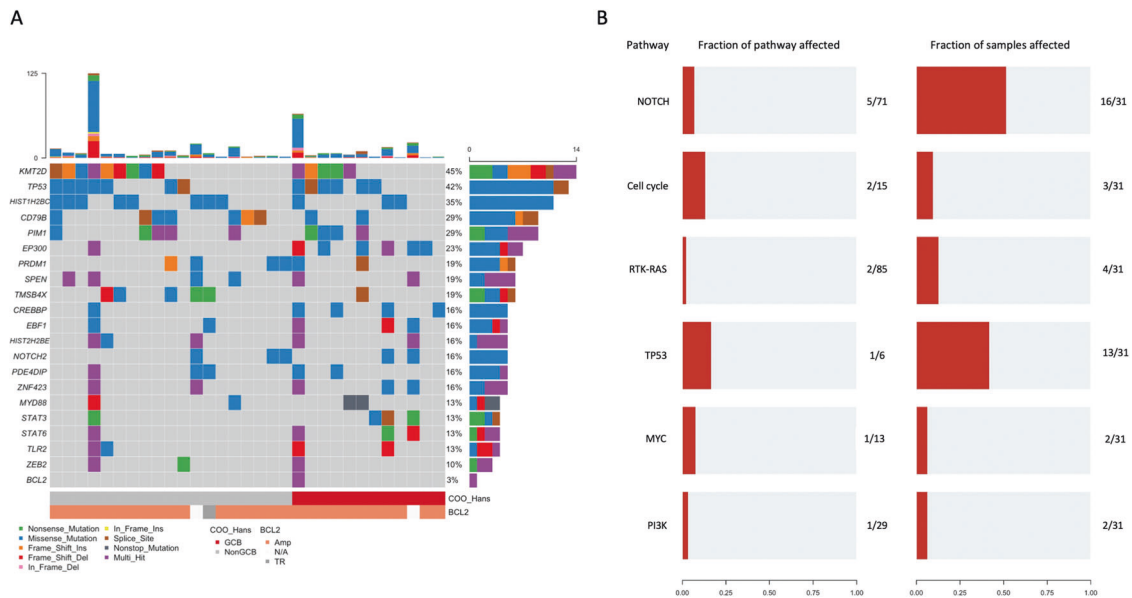 A
125
0
0 14
KMT2D 45%
TP53 42%
HIST1H2BC 35%
CD79B 29%
PIM1 29%
EP300 23%
PRDM1 19%
SPEN 19%
TMSB4X 19%
CREBBP 16%
EBF1 16%
HIST2H2BE 16%
NOTCH2 16%
PDE4DIP 16%
ZNF423 16%
MYD88 13%
STAT3 13%
STAT6 13%
TLR2 13%
ZEB2 10%
BCL2 3%
COO_Hans
BCL2
Nonsense_Mutation
Missense_Mutation
Frame_Shift_Ins
Frame_Shift_Del
In_Frame_Del
In_Frame_Ins
Splice_Site
Nonstop_Mutation
Multi_Hit
COO_Hans
GCB
NonGCB
BCL2
Amp
N/A
TR
B
Pathway Fraction of pathway affected Fraction of samples affected
NOTCH 5/71 16/31
Cell cycle 2/15 3/31
RTK-RAS 2/85 4/31
TP53 1/6 13/31
MYC 1/13 2/31
PI3K 1/29 2/31
0.00 0.25 0.50 0.75 1.00 0.00 0.25 0.50 0.75 1.00